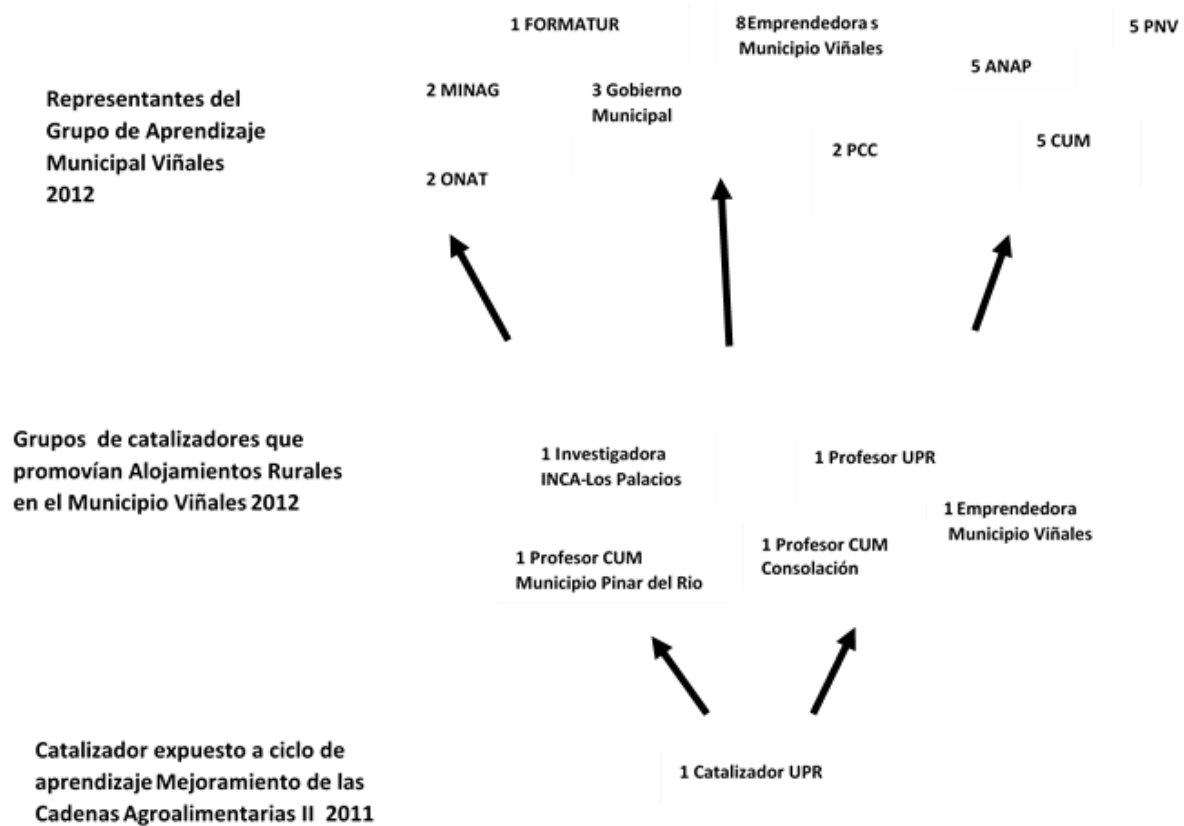 1 FORMATUR
8 Emprendedora s
Municipio Viñales
5 PNV
5 ANAP
Representantes del
Grupo de Aprendizaje
Municipal Viñales
2012
2 MINAG
3 Gobierno
Municipal
2 PCC
5 CUM
2 ONAT
Grupos de catalizadores que
promovían Alojamientos Rurales
en el Municipio Viñales 2012
1 Investigadora
INCA-Los Palacios
1 Profesor UPR
1 Emprendedora
Municipio Viñales
1 Profesor CUM
Municipio Pinar del Rio
1 Profesor CUM
Consolación
Catalizador expuesto a ciclo de
aprendizaje Mejoramiento de las
Cadenas Agroalimentarias II 2011
1 Catalizador UPR